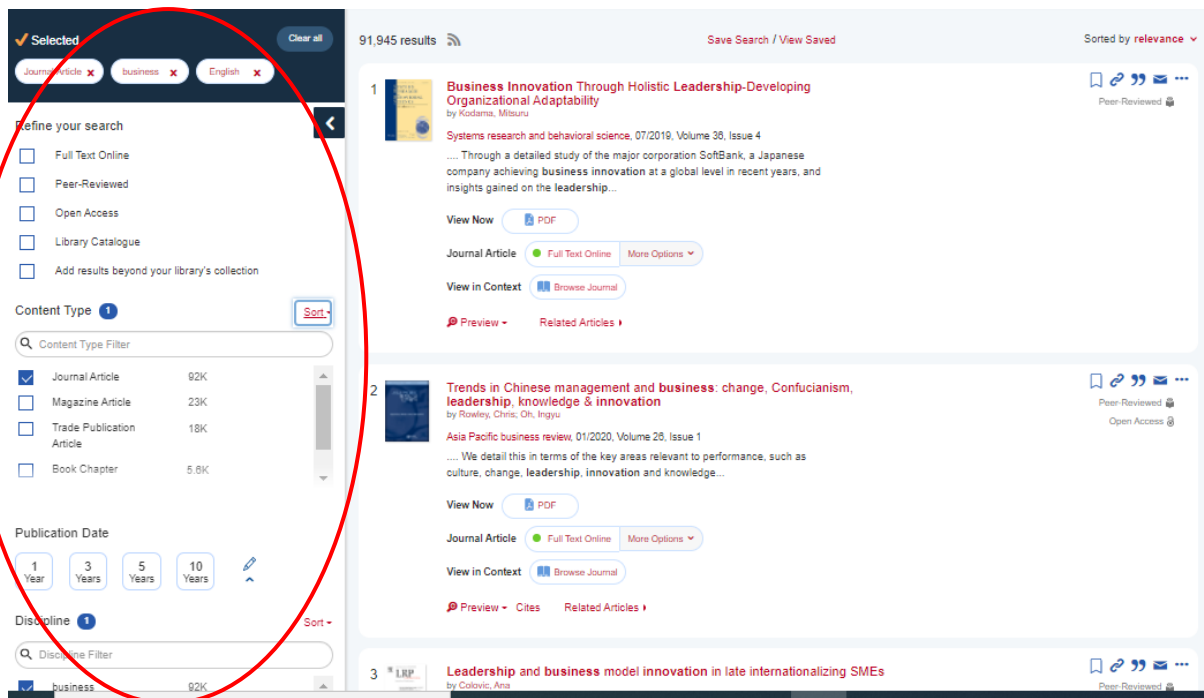 Selected
Clear all
Journal Article x
business x
English x
Refine your search
Full Text Online
Peer-Reviewed
Open Access
Library Catalogue
Add results beyond your library's collection
Content Type 1
Sort
Content Type Filter
Journal Article 92K
Magazine Article 23K
Trade Publication 18K
Article
Book Chapter 5.6K
Publication Date
1 3 5 10
Year Years Years Years
Discipline 1 Sort
Discipline Filter
business 92K
91,945 results
Save Search / View Saved
Sorted by relevance
1
Business Innovation Through Holistic Leadership-Developing
Organizational Adaptability
by Kodama, Mitsuru
Systems research and behavioral science, 07/2019, Volume 36, Issue 4
.... Through a detailed study of the major corporation SoftBank, a Japanese
company achieving business innovation at a global level in recent years, and
insights gained on the leadership...
View Now PDF
Journal Article Full Text Online More Options
View in Context Browse Journal
Preview Related Articles
Peer-Reviewed
2
Trends in Chinese management and business: change, Confucianism,
leadership, knowledge & innovation
by Rowley, Chris; Oh, Ingyu
Asia Pacific business review, 01/2020, Volume 26, Issue 1
.... We detail this in terms of the key areas relevant to performance, such as
culture, change, leadership, innovation and knowledge...
View Now PDF
Journal Article Full Text Online More Options
View in Context Browse Journal
Preview Cites Related Articles
Peer-Reviewed
Open Access
3
LRP
Leadership and business model innovation in late internationalizing SMEs
by Colovic, Ana
Peer-Reviewed